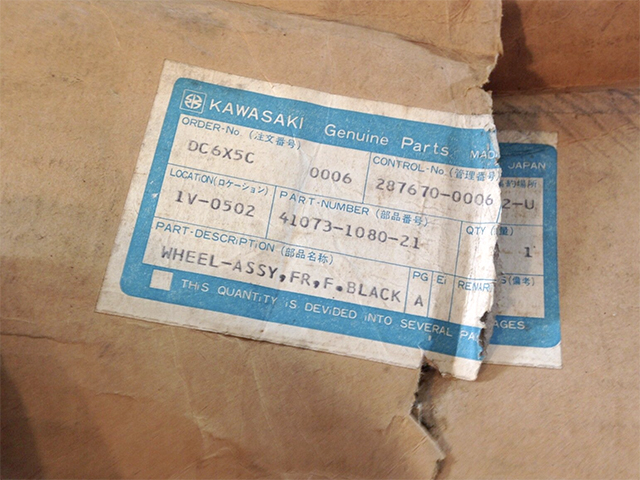 KAWASAKI Genuine Parts. MAD JAPAN
ORDER-No. (注文番号) CONTROL-No. (管理番号)
DC6X5C 0006 287670-0006 2-U
LOCATION (ロケーション) PART-NUMBER (部品番号) QTY
1V-0502 41073-1080-21 1
PART-DESCRIPTION (部品名称) PG REMAR S (備考)
WHEEL-ASSY,FR,F.BLACK A
THiS QUANTiTY iS DEViDED iNTO SEVERAL PA AGES